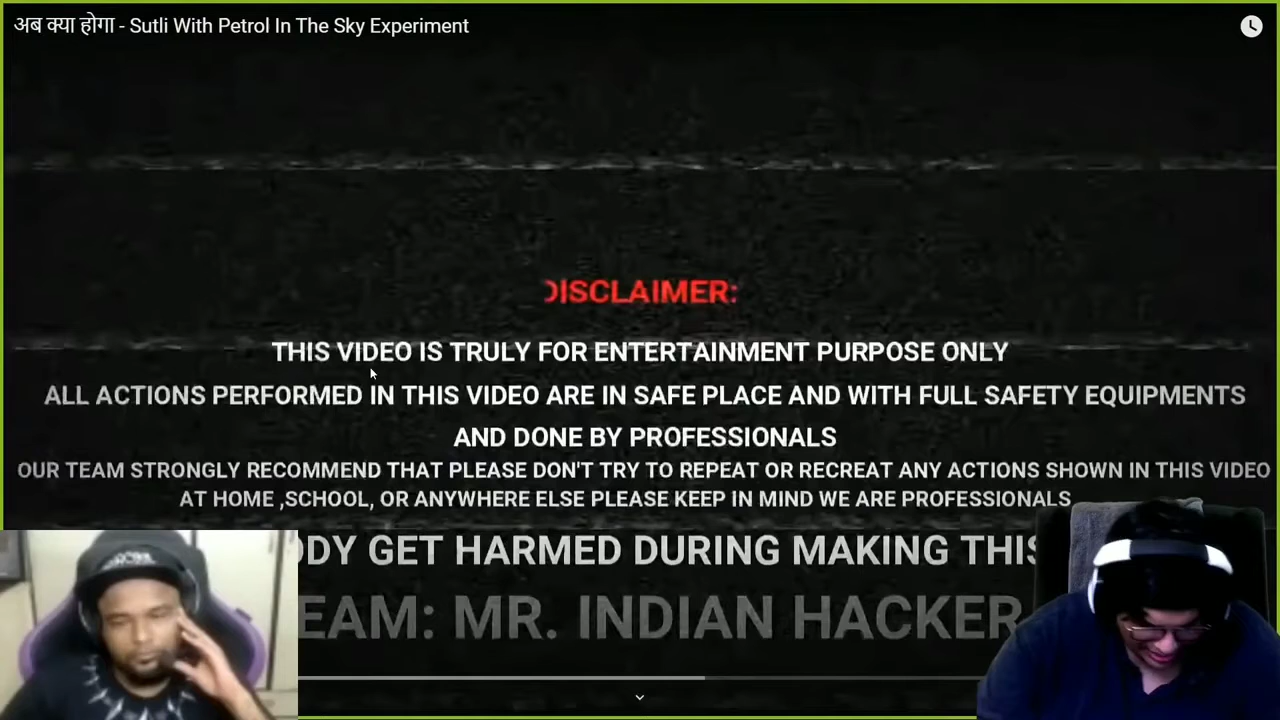 अब क्या होगा - Sutli With Petrol In The Sky Experiment
DISCLAIMER:
THIS VIDEO IS TRULY FOR ENTERTAINMENT PURPOSE ONLY
ALL ACTIONS PERFORMED IN THIS VIDEO ARE IN SAFE PLACE AND WITH FULL SAFETY EQUIPMENTS
AND DONE BY PROFESSIONALS
OUR TEAM STRONGLY RECOMMEND THAT PLEASE DON'T TRY TO REPEAT OR RECREAT ANY ACTIONS SHOWN IN THIS VIDEO
AT HOME ,SCHOOL, OR ANYWHERE ELSE PLEASE KEEP IN MIND WE ARE PROFESSIONALS
ODY GET HARMED DURING MAKING THIS
EAM: MR. INDIAN HACKER